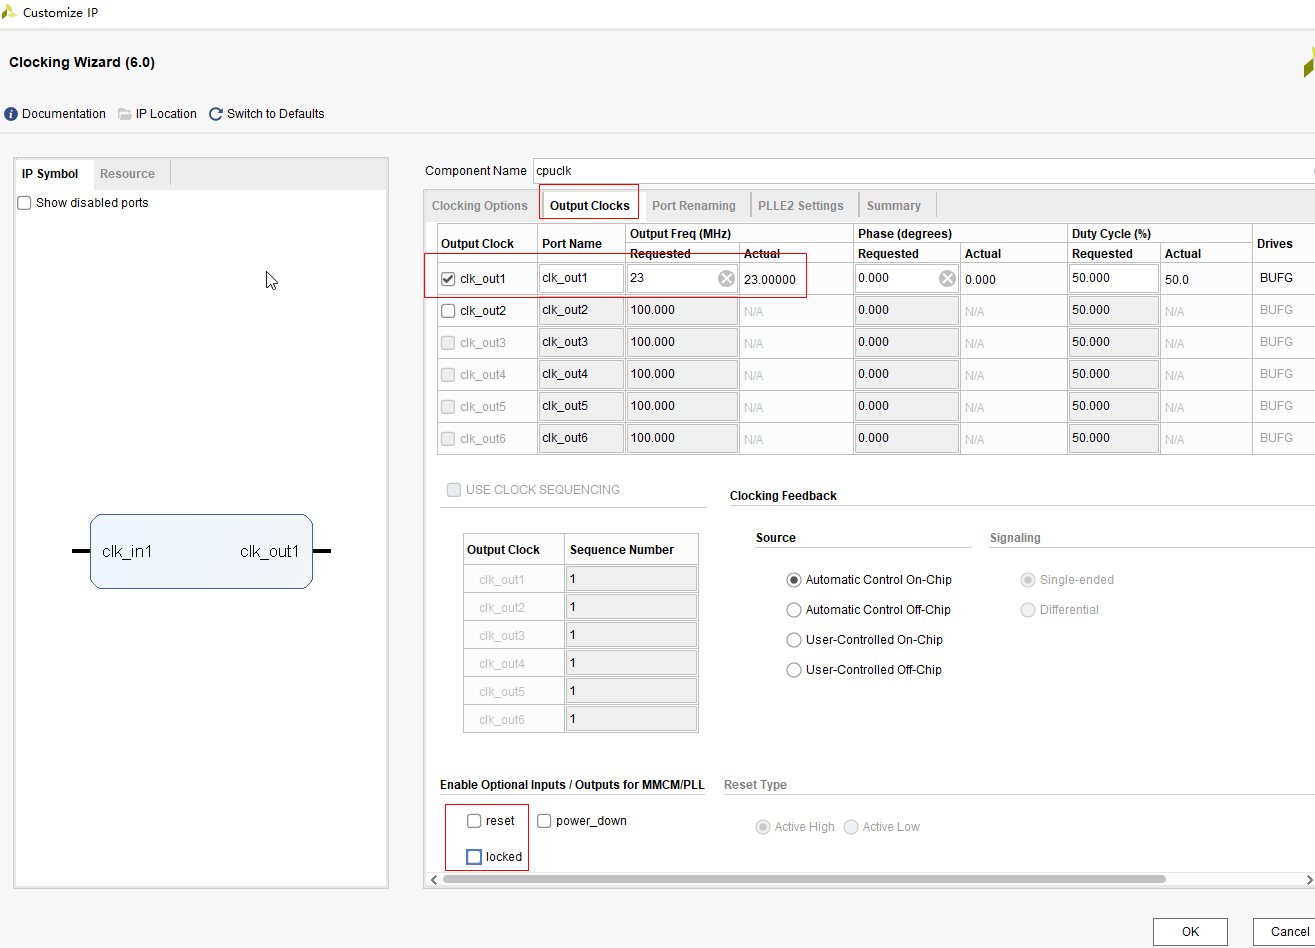 Customize IP
Clocking Wizard (6.0)
Documentation IP Location Switch to Defaults
IP Symbol Resource
Show disabled ports
clk_in1 clk_out1
Component Name cpuclk
Clocking Options Output Clocks Port Renaming PLLE2 Settings Summary
Output Clock Port Name Output Freq (MHz) Phase (degrees) Duty Cycle (%) Drives
Requested Actual Requested Actual Requested Actual
clk_out1 clk_out1 23 23.00000 0.000 0.000 50.000 50.0 BUFG
clk_out2 clk_out2 100.000 N/A 0.000 N/A 50.000 N/A BUFG
clk_out3 clk_out3 100.000 N/A 0.000 N/A 50.000 N/A BUFG
clk_out4 clk_out4 100.000 N/A 0.000 N/A 50.000 N/A BUFG
clk_out5 clk_out5 100.000 N/A 0.000 N/A 50.000 N/A BUFG
clk_out6 clk_out6 100.000 N/A 0.000 N/A 50.000 N/A BUFG
USE CLOCK SEQUENCING
Output Clock Sequence Number
clk_out1 1
clk_out2 1
clk_out3 1
clk_out4 1
clk_out5 1
clk_out6 1
Clocking Feedback
Source Signaling
Automatic Control On-Chip Single-ended
Automatic Control Off-Chip Differential
User-Controlled On-Chip
User-Controlled Off-Chip
Enable Optional Inputs / Outputs for MMCM/PLL Reset Type
reset power_down Active High Active Low
locked
OK Cancel